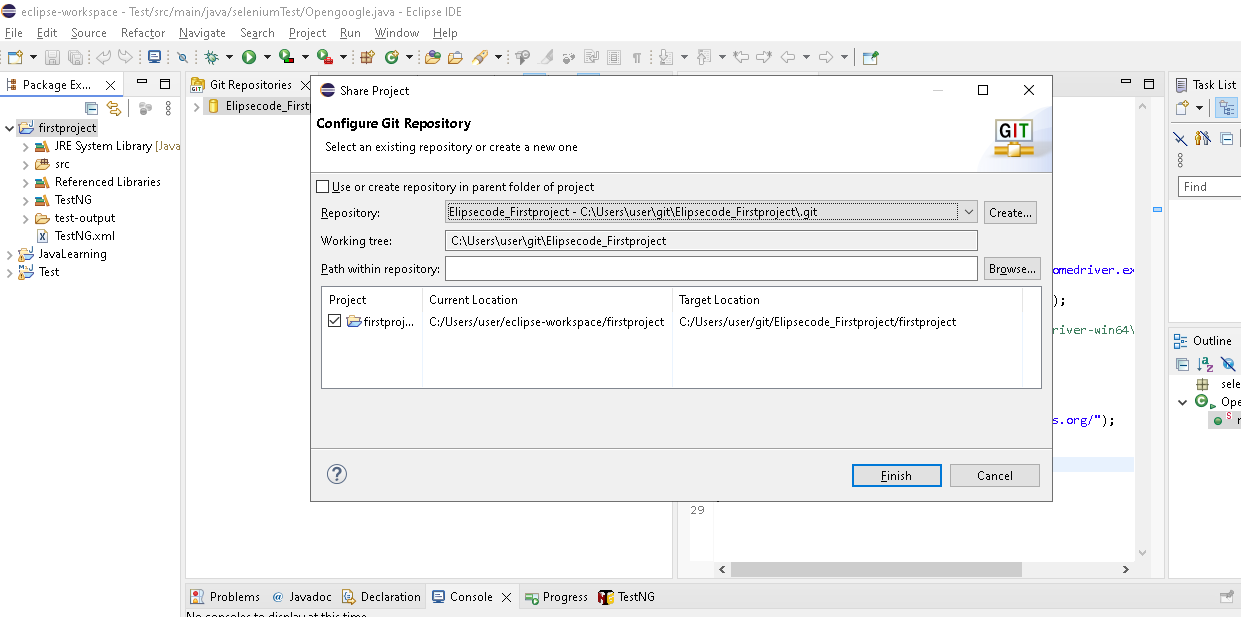 eclipse-workspace - Test/src/main/java/seleniumTest/Opengoogle.java - Eclipse IDE
File Edit Source Refactor Navigate Search Project Run Window Help
Package Ex...
firstproject
JRE System Library [Java
src
Referenced Libraries
TestNG
test-output
TestNG.xml
JavaLearning
Test
GIT Git Repositories
Elipsecode_First
Share Project
Configure Git Repository
Select an existing repository or create a new one
GIT
Use or create repository in parent folder of project
Repository: Elipsecode_Firstproject - C:\Users\user\git\Elipsecode_Firstproject\.git Create...
Working tree: C:\Users\user\git\Elipsecode_Firstproject
Path within repository: Browse...
Project Current Location Target Location
firstproj... C:/Users/user/eclipse-workspace/firstproject C:/Users/user/git/Elipsecode_Firstproject/firstproject
? Finish Cancel
omedriver.ex
);
river-win64\
s.org/");
29
Task List
Find
Outline
sele
Ope
Problems @ Javadoc Declaration Console Progress TestNG
No consoles to display at this time.